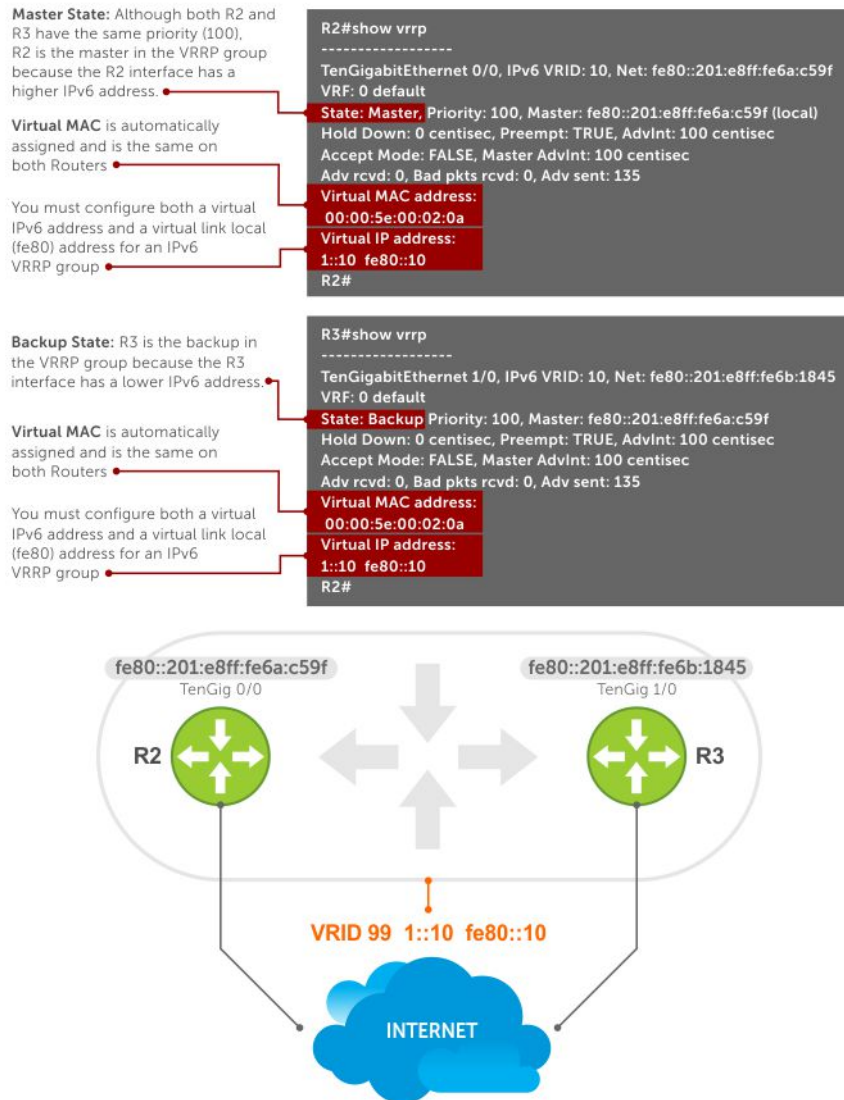 Master State: Although both R2 and
R3 have the same priority (100),
R2 is the master in the VRRP group
because the R2 interface has a
higher IPv6 address.
Virtual MAC is automatically
assigned and is the same on
both Routers
You must configure both a virtual
IPv6 address and a virtual link local
(fe80) address for an IPv6
VRRP group
R2#show vrrp
------------------
TenGigabitEthernet 0/0, IPv6 VRID: 10, Net: fe80::201:e8ff:fe6a:c59f
VRF: 0 default
State: Master, Priority: 100, Master: fe80::201:e8ff:fe6a:c59f (local)
Hold Down: 0 centisec, Preempt: TRUE, AdvInt: 100 centisec
Accept Mode: FALSE, Master AdvInt: 100 centisec
Adv rcvd: 0, Bad pkts rcvd: 0, Adv sent: 135
Virtual MAC address:
00:00:5e:00:02:0a
Virtual IP address:
1::10 fe80::10
R2#
Backup State: R3 is the backup in
the VRRP group because the R3
interface has a lower IPv6 address.
Virtual MAC is automatically
assigned and is the same on
both Routers
You must configure both a virtual
IPv6 address and a virtual link local
(fe80) address for an IPv6
VRRP group
R3#show vrrp
------------------
TenGigabitEthernet 1/0, IPv6 VRID: 10, Net: fe80::201:e8ff:fe6b:1845
VRF: 0 default
State: Backup Priority: 100, Master: fe80::201:e8ff:fe6a:c59f
Hold Down: 0 centisec, Preempt: TRUE, AdvInt: 100 centisec
Accept Mode: FALSE, Master AdvInt: 100 centisec
Adv rcvd: 0, Bad pkts rcvd: 0, Adv sent: 135
Virtual MAC address:
00:00:5e:00:02:0a
Virtual IP address:
1::10 fe80::10
R2#
fe80::201:e8ff:fe6a:c59f
TenGig 0/0
fe80::201:e8ff:fe6b:1845
TenGig 1/0
R2
R3
VRID 99 1::10 fe80::10
INTERNET